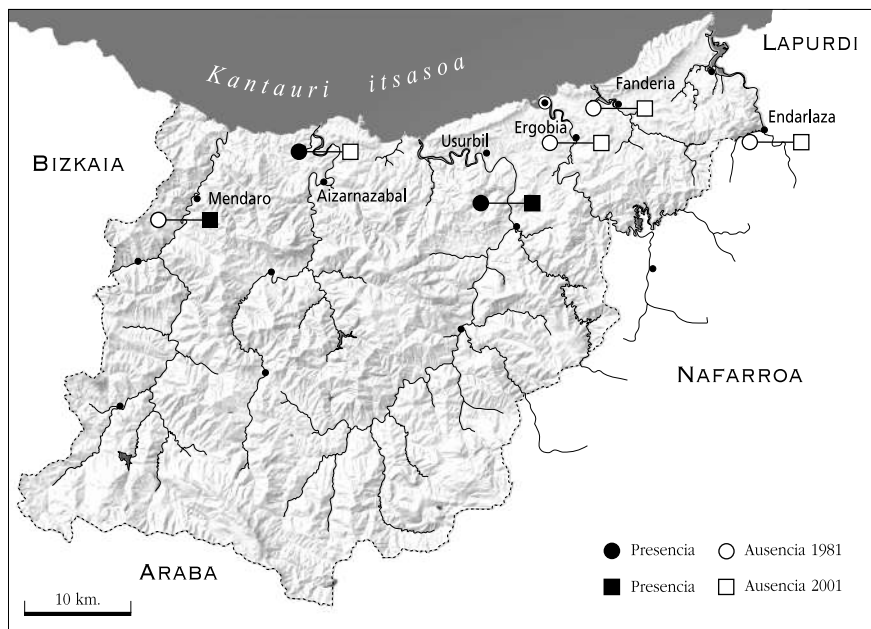 LAPURDI
Kantauri itsasoa
Fanderia
Endarlaza
Ergobia
Usurbil
BIZKAIA
Aizarnazabal
Mendaro
NAFARROA
ARABA
10 km.
Presencia Ausencia 1981
Presencia Ausencia 2001